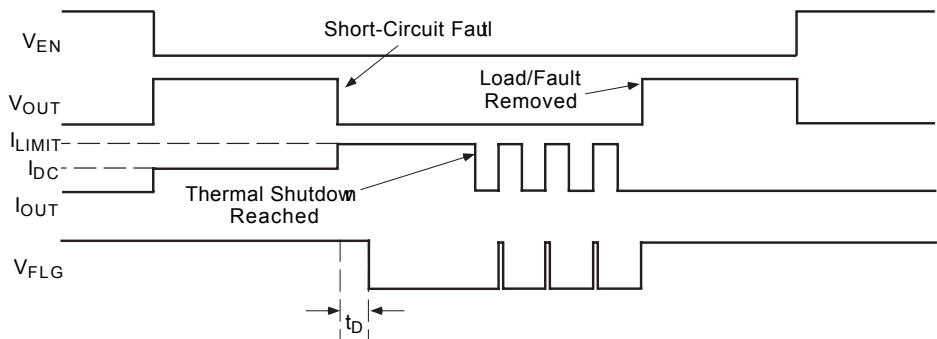 Short-Circuit Fautl
VEN
Load/Fault
Removed
VOUT
ILIMIT
IDC
Thermal Shutdown
Reached
IOUT
VFLG
tD